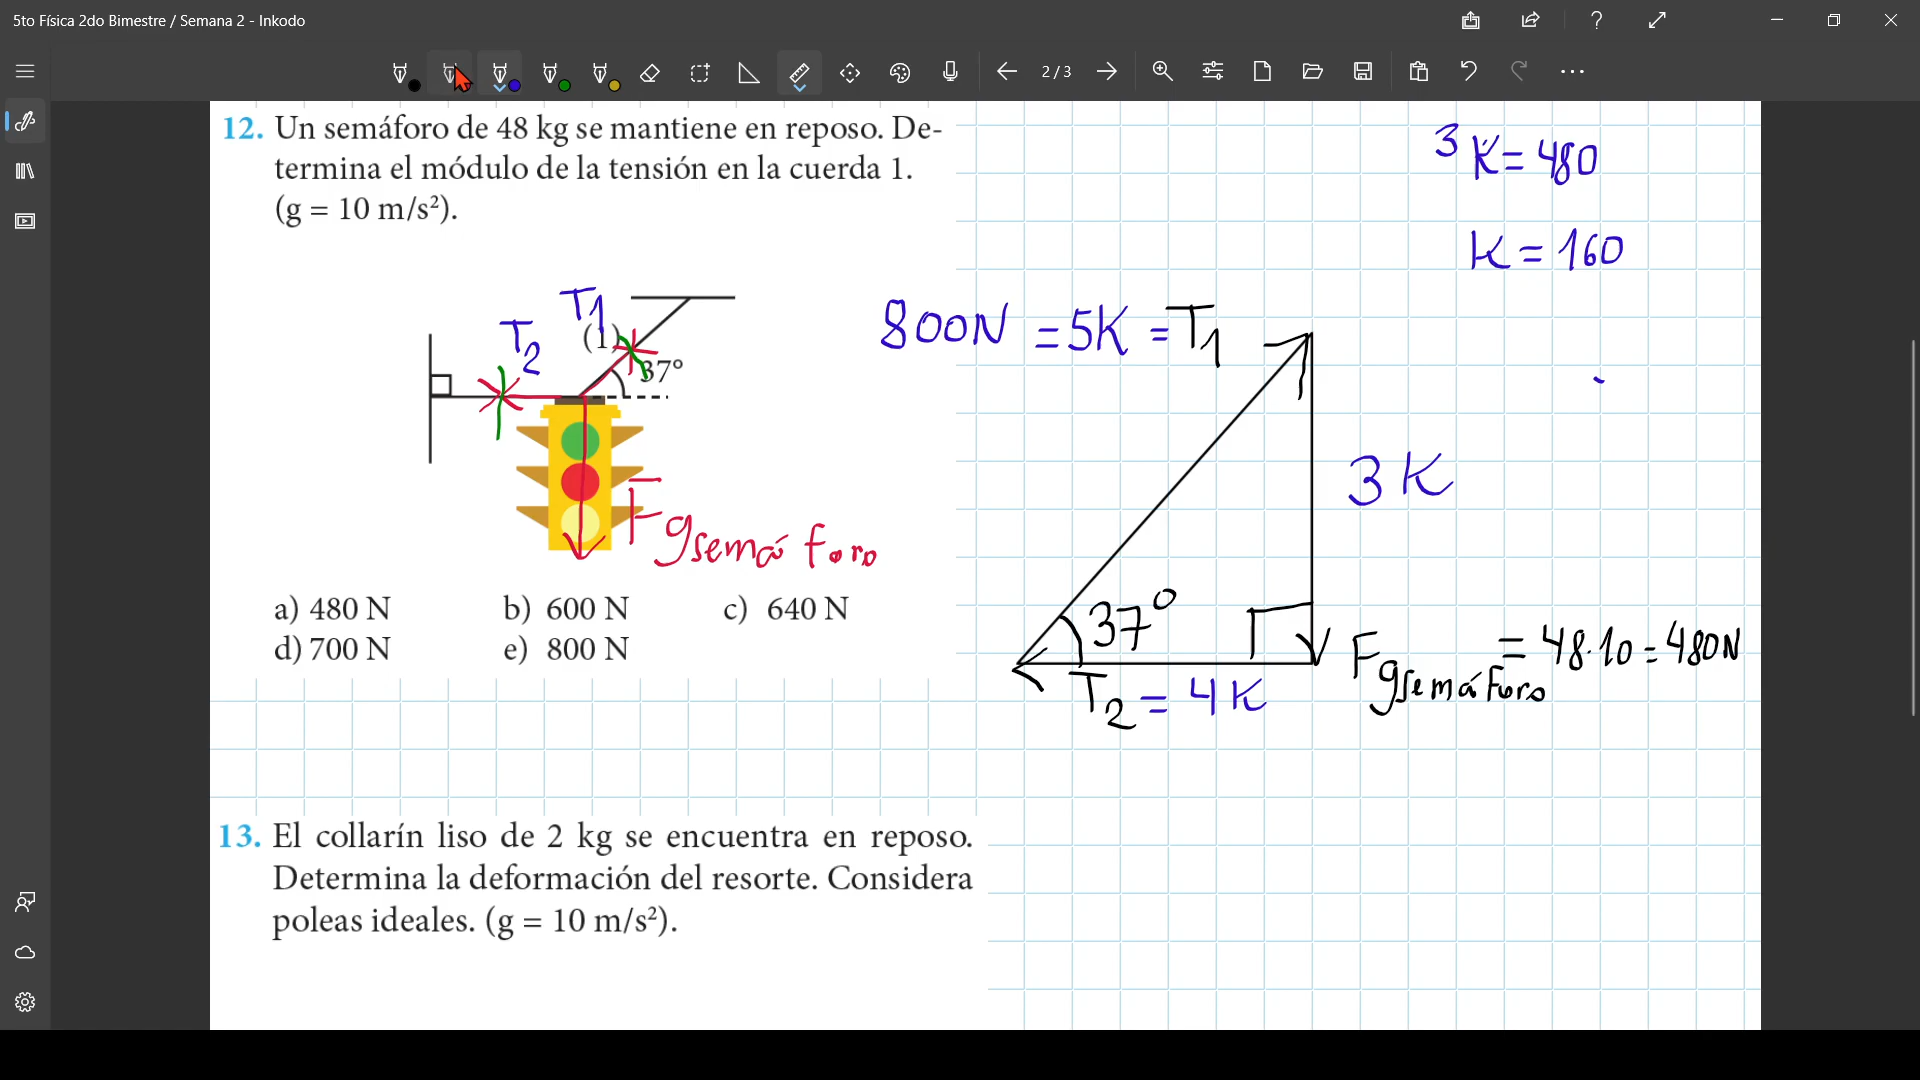 5to Física 2do Bimestre / Semana 2 - Inkodo
2/3
12. Un semáforo de 48 kg se mantiene en reposo. De-
termina el módulo de la tensión en la cuerda 1.
(g = 10 m/s²).
3K = 480
K = 160
T1
T2
(1)
37°
800N = 5K = T1
3K
Fgsemáforo
a) 480 N b) 600 N c) 640 N
d) 700 N e) 800 N
37°
Fgsemáforo = 48.10 = 480N
T2 = 4K
13. El collarín liso de 2 kg se encuentra en reposo.
Determina la deformación del resorte. Considera
poleas ideales. (g = 10 m/s²).